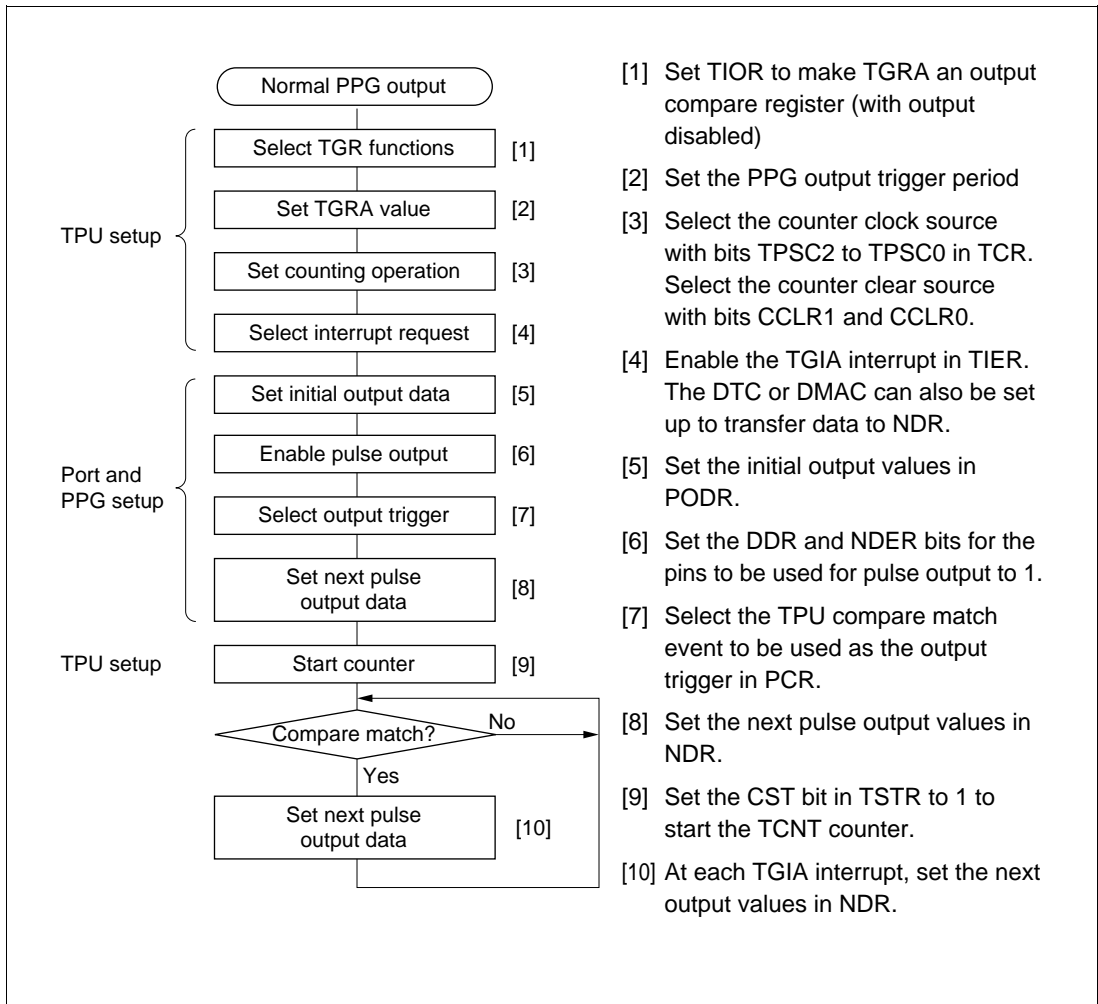 Normal PPG output
Select TGR functions [1]
Set TGRA value [2]
TPU setup
Set counting operation [3]
Select interrupt request [4]
Set initial output data [5]
Enable pulse output [6]
Port and
PPG setup
Select output trigger [7]
Set next pulse
output data
[8]
TPU setup
Start counter [9]
Compare match?
No
Yes
Set next pulse
output data
[10]
[1] Set TIOR to make TGRA an output
compare register (with output
disabled)
[2] Set the PPG output trigger period
[3] Select the counter clock source
with bits TPSC2 to TPSC0 in TCR.
Select the counter clear source
with bits CCLR1 and CCLR0.
[4] Enable the TGIA interrupt in TIER.
The DTC or DMAC can also be set
up to transfer data to NDR.
[5] Set the initial output values in
PODR.
[6] Set the DDR and NDER bits for the
pins to be used for pulse output to 1.
[7] Select the TPU compare match
event to be used as the output
trigger in PCR.
[8] Set the next pulse output values in
NDR.
[9] Set the CST bit in TSTR to 1 to
start the TCNT counter.
[10] At each TGIA interrupt, set the next
output values in NDR.